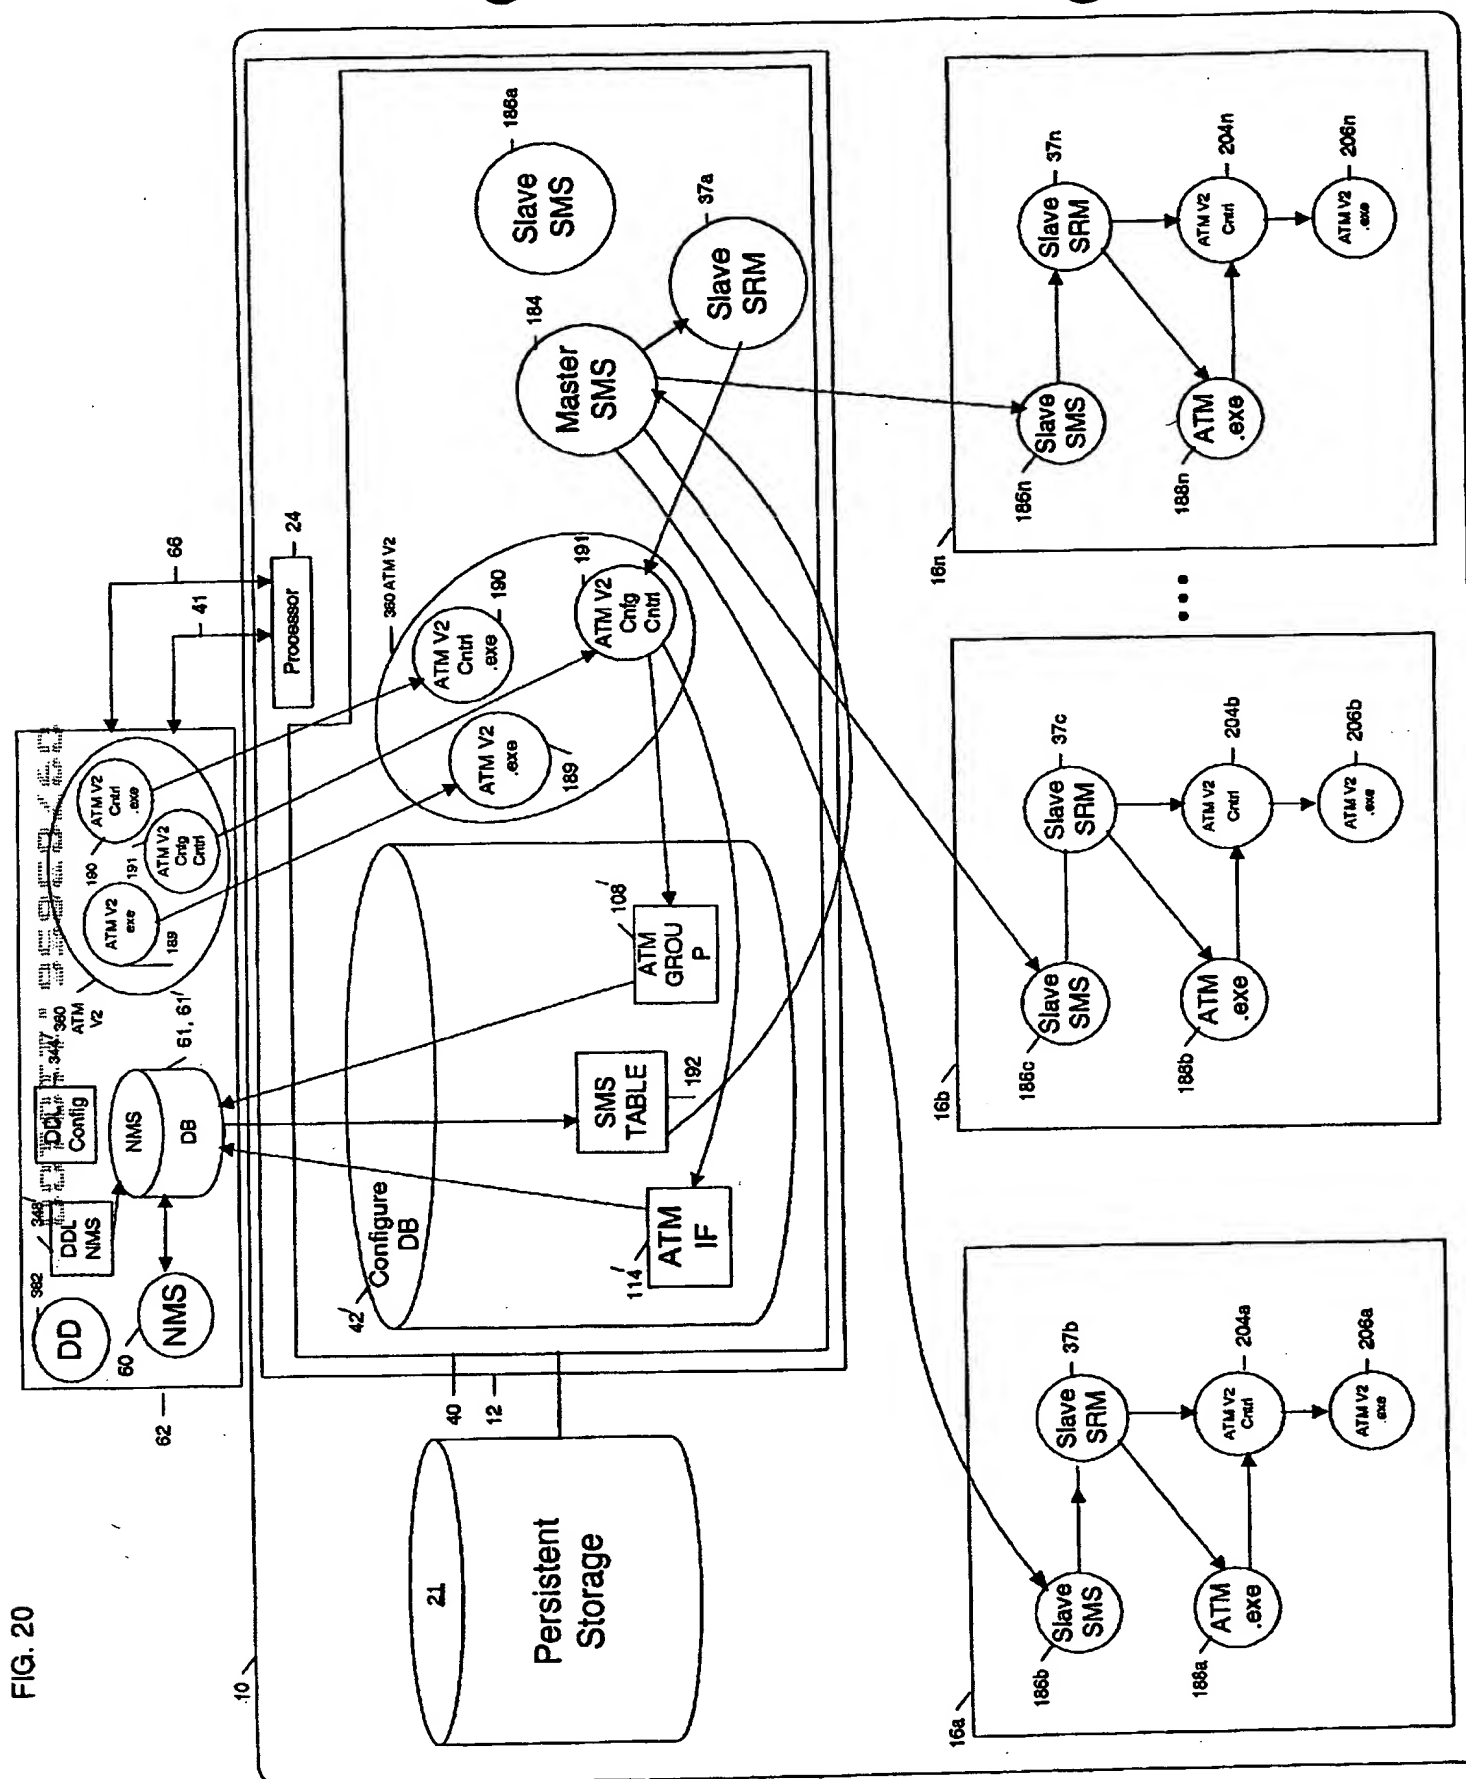 FIG. 20
62
382
DD
60
NMS
348
DDL
NMS
344
DDL
Config
NMS
DB
61, 61'
360
ATM
V2
189
ATM V2
exe
190
ATM V2
Cntrl
.exe
191
ATM V2
Cnfg
Cntrl
66
41
24
Processor
10
21
Persistent
Storage
40
12
42'
Configure
DB
114'
ATM
IF
SMS
TABLE
192
108'
ATM
GROU
P
360 ATM V2
ATM V2
.exe
189
ATM V2
Cntrl
.exe
190
191
ATM V2
Cnfg
Cntrl
184
Master
SMS
186a
Slave
SMS
37a
Slave
SRM
16a
186b
Slave
SMS
37b
Slave
SRM
188a
ATM
.exe
204a
ATM V2
Cntrl
206a
ATM V2
.exe
16b
186c
Slave
SMS
37c
Slave
SRM
188b
ATM
.exe
204b
ATM V2
Cntrl
206b
ATM V2
.exe
16n
186n
Slave
SMS
37n
Slave
SRM
188n
ATM
.exe
204n
ATM V2
Cntrl
206n
ATM V2
.exe